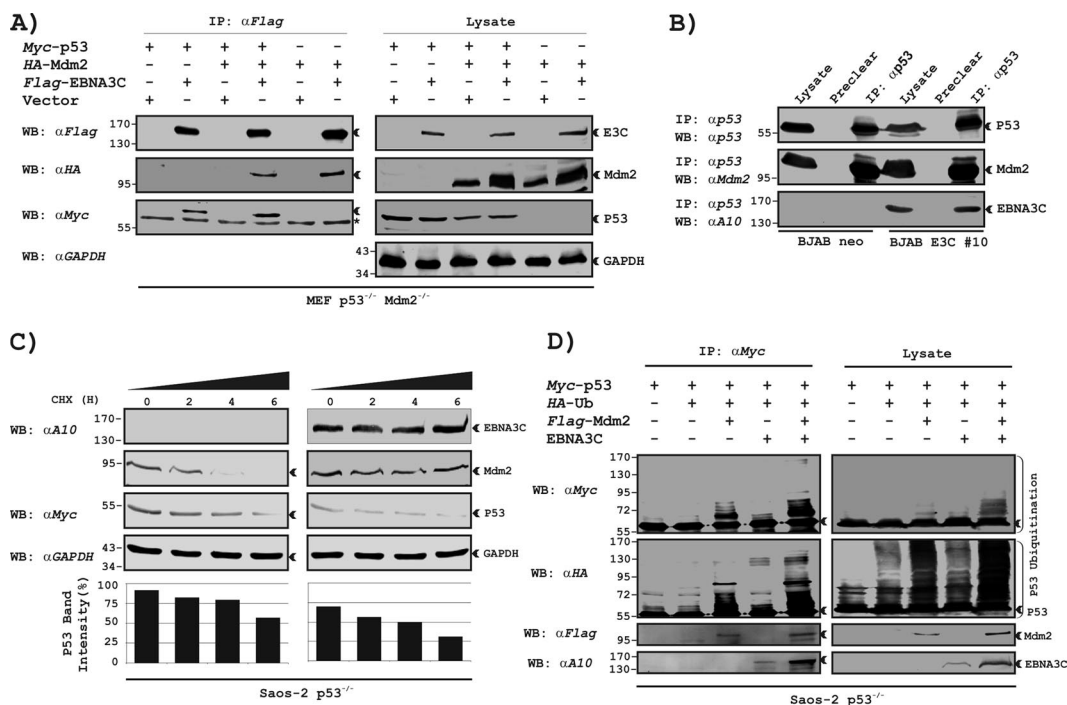 A)
IP: αFlag Lysate
Myc-p53 + + + + - - + + + + - -
HA-Mdm2 - - + + + + - - + + + +
Flag-EBNA3C - + - + - + - + - + - +
Vector + - + - + - + - + - + -
WB: αFlag 170 130 E3C
WB: αHA 95 Mdm2
WB: αMyc 55 * P53
WB: αGAPDH 43 34 GAPDH
MEF p53-/- Mdm2-/-
B)
Lysate Preclear IP: αp53 Lysate Preclear IP: αp53
IP: αp53
WB: αp53 55 P53
IP: αp53
WB: αMdm2 95 Mdm2
IP: αp53
WB: αA10 170 130 EBNA3C
BJAB neo BJAB E3C #10
C)
CHX (H) 0 2 4 6 0 2 4 6
WB: αA10 170 130 EBNA3C
95 Mdm2
WB: αMyc 55 P53
WB: αGAPDH 43 34 GAPDH
P53 Band
Intensity(%)
100
75
50
25
0
Saos-2 p53-/-
D)
IP: αMyc Lysate
Myc-p53 + + + + + + + + + +
HA-Ub - + + + + - + + + +
Flag-Mdm2 - - + - + - - + - +
EBNA3C - - - + + - - - + +
WB: αMyc 170 130 95 72 55
WB: αHA 170 130 95 72 55 P53
P53 Ubiquitination
WB: αFlag 95 Mdm2
WB: αA10 170 130 EBNA3C
Saos-2 p53-/-